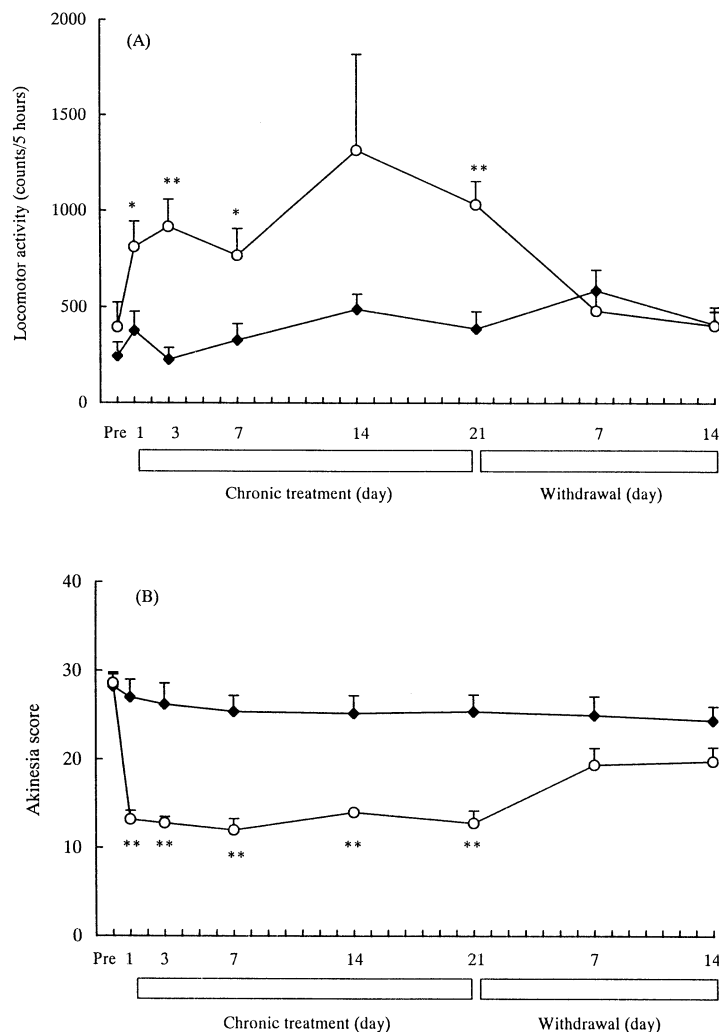 (A)
2000
1500
1000
500
0
Locomotor activity (counts/5 hours)
*
**
*
**
Pre 1 3 7 14 21 7 14
Chronic treatment (day) Withdrawal (day)
(B)
40
30
20
10
0
Akinesia score
** ** ** ** **
Pre 1 3 7 14 21 7 14
Chronic treatment (day) Withdrawal (day)